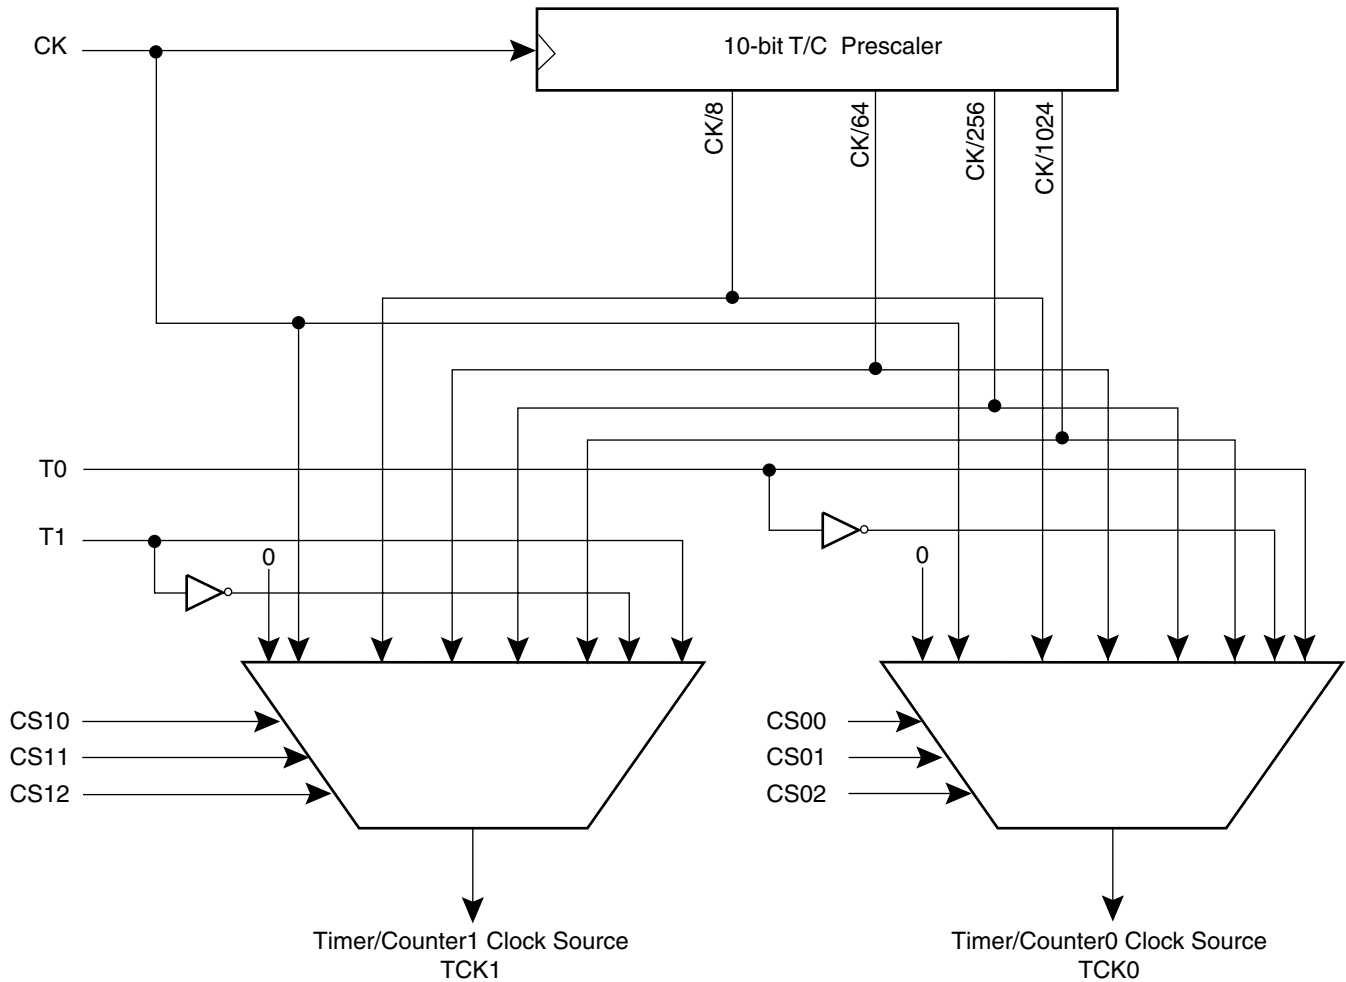 CK
10-bit T/C Prescaler
CK/8
CK/64
CK/256
CK/1024
T0
T1
0
0
CS10
CS11
CS12
CS00
CS01
CS02
Timer/Counter1 Clock Source
TCK1
Timer/Counter0 Clock Source
TCK0